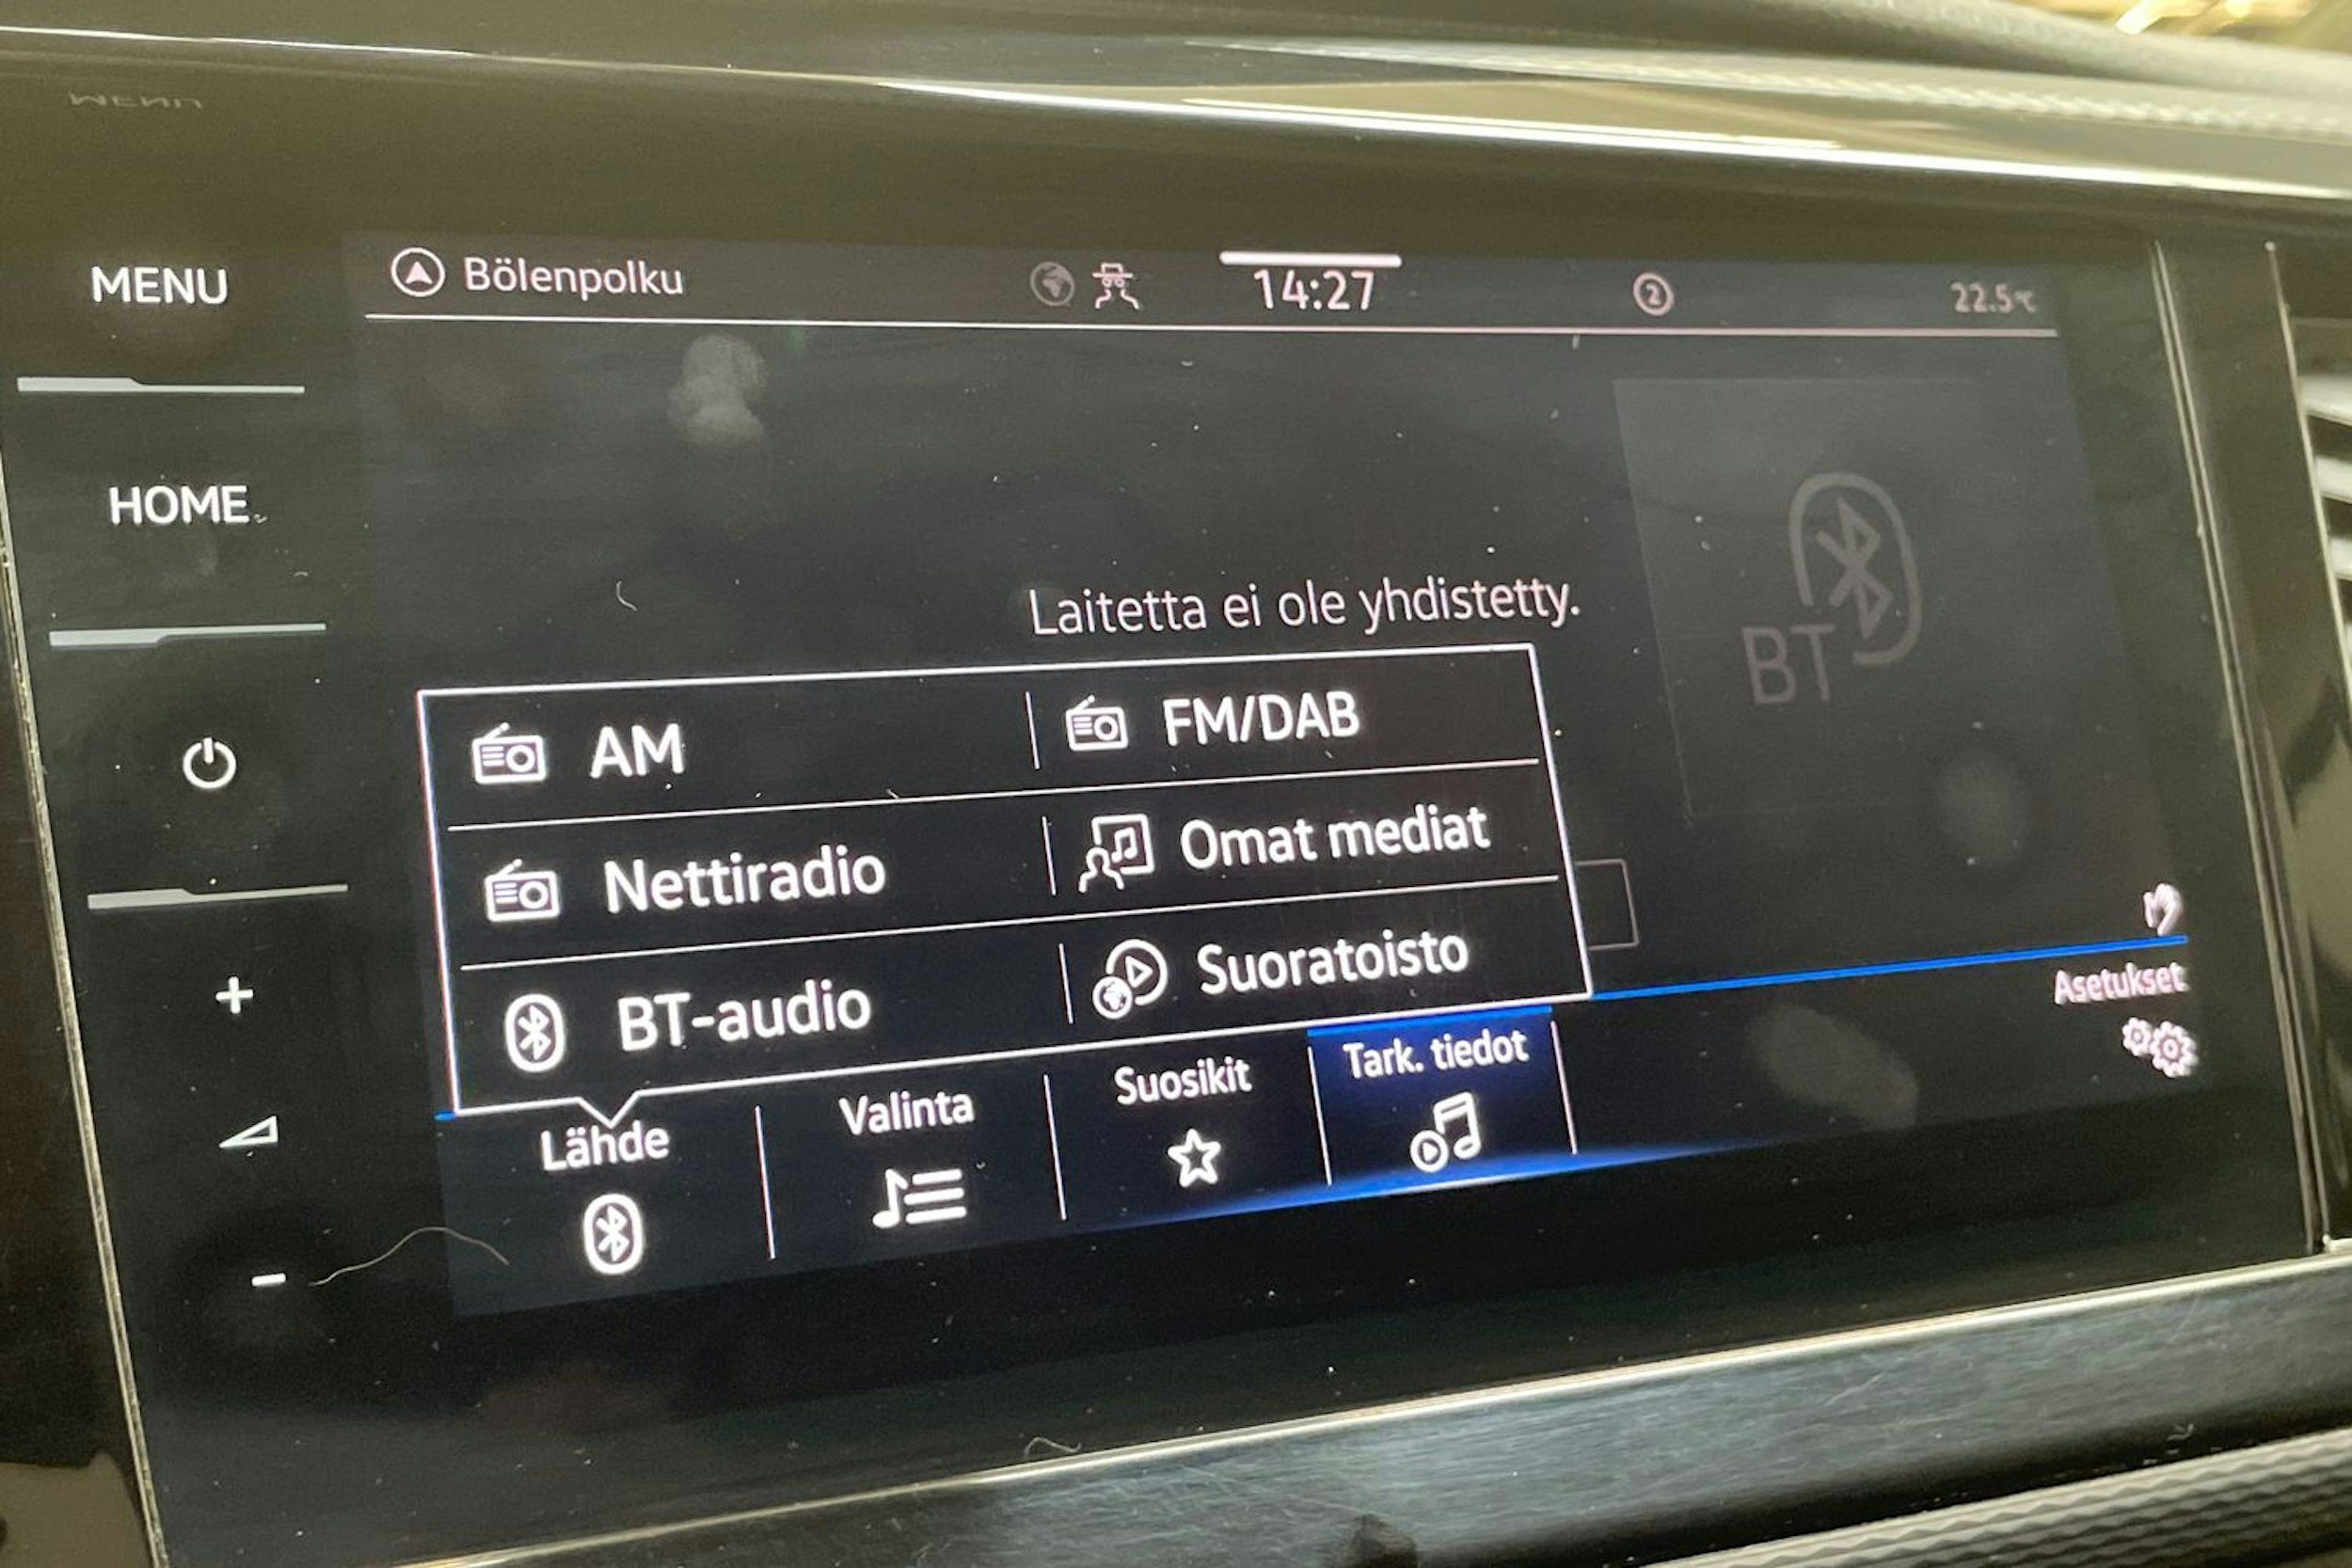 MENU
Bölenpolku
14:27
2
22.5°C
HOME
Laitetta ei ole yhdistetty.
BT
AM
FM/DAB
Nettiradio
Omat mediat
BT-audio
Suoratoisto
+
-
Lähde
Valinta
Suosikit
Tark. tiedot
Asetukset